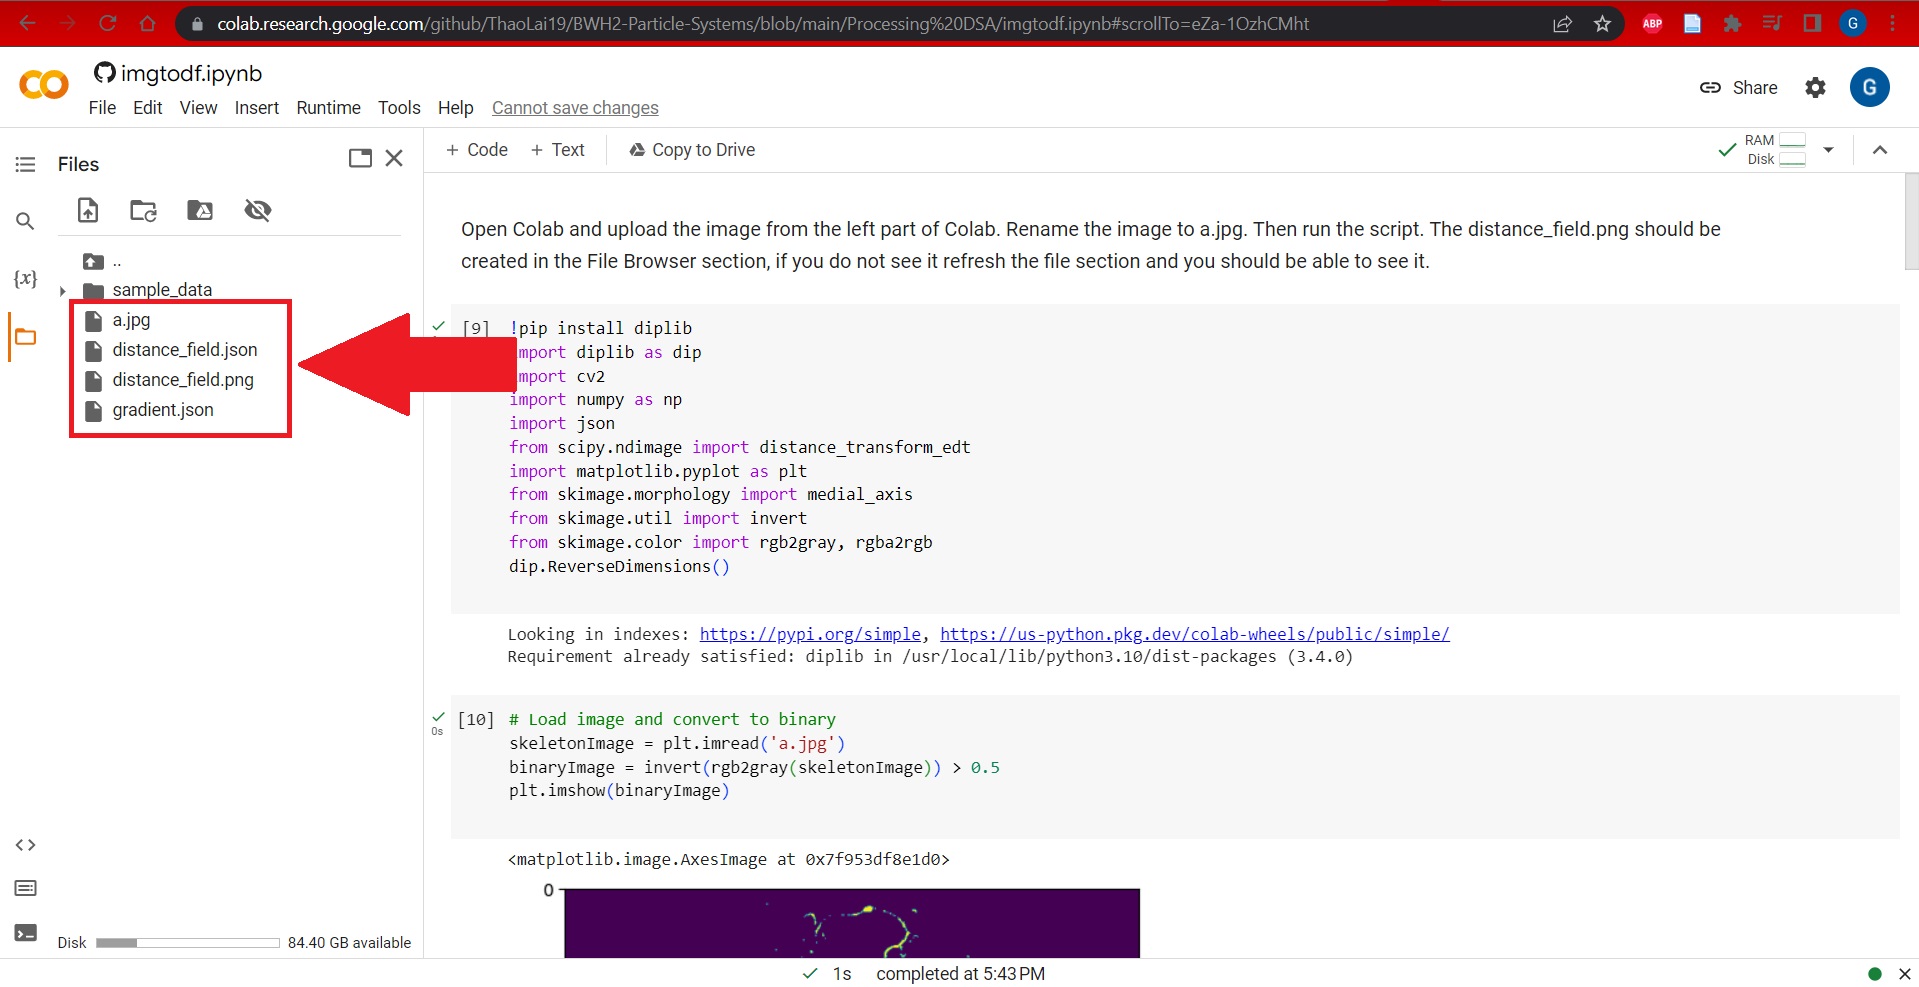 colab.research.google.com/github/ThaoLai19/BWH2-Particle-Systems/blob/main/Processing%20DSA/imgtodf.ipynb#scrollTo=eZa-1OzhCMht
ABP
G
CO
imgtodf.ipynb
Share
G
File Edit View Insert Runtime Tools Help Cannot save changes
Files
+ Code + Text Copy to Drive
RAM
Disk
{x}
..
sample_data
a.jpg
distance_field.json
distance_field.png
gradient.json
Open Colab and upload the image from the left part of Colab. Rename the image to a.jpg. Then run the script. The distance_field.png should be
created in the File Browser section, if you do not see it refresh the file section and you should be able to see it.
[9] !pip install diplib
mport diplib as dip
mport cv2
import numpy as np
import json
from scipy.ndimage import distance_transform_edt
import matplotlib.pyplot as plt
from skimage.morphology import medial_axis
from skimage.util import invert
from skimage.color import rgb2gray, rgba2rgb
dip.ReverseDimensions()
Looking in indexes: https://pypi.org/simple, https://us-python.pkg.dev/colab-wheels/public/simple/
Requirement already satisfied: diplib in /usr/local/lib/python3.10/dist-packages (3.4.0)
[10] # Load image and convert to binary
0s
skeletonImage = plt.imread('a.jpg')
binaryImage = invert(rgb2gray(skeletonImage)) > 0.5
plt.imshow(binaryImage)
<matplotlib.image.AxesImage at 0x7f953df8e1d0>
0
Disk 84.40 GB available
1s completed at 5:43 PM